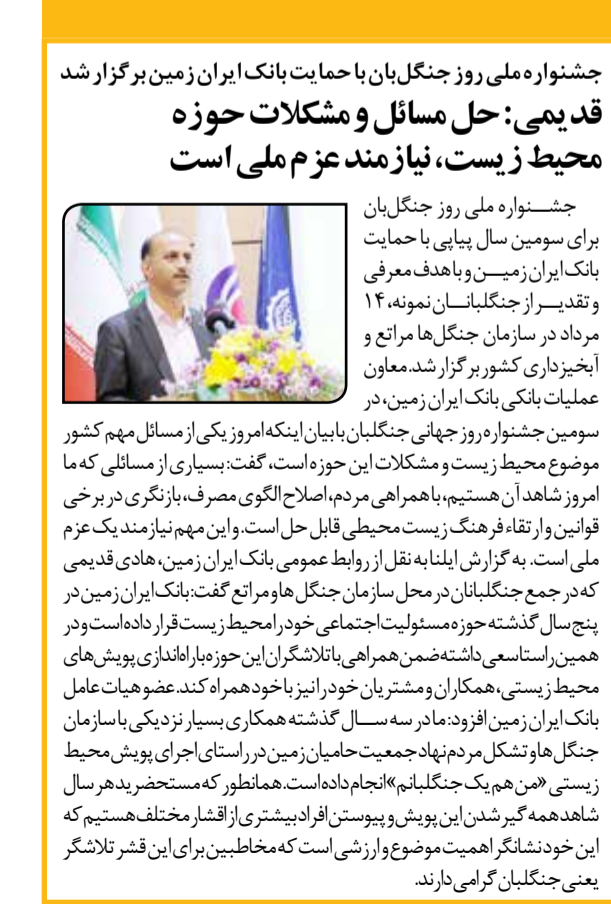 جشنواره ملی روز جنگل‌بان با حمایت بانک ایران زمین برگزار شد
قدیمی: حل مسائل و مشکلات حوزه
محیط زیست، نیازمند عزم ملی است
جشنواره ملی روز جنگل‌بان
برای سومین سال پیاپی با حمایت
بانک ایران زمین و با هدف معرفی
و تقدیر از جنگلبانان نمونه، ۱۴
مرداد در سازمان جنگل‌ها مراتع و
آبخیزداری کشور برگزار شد. معاون
عملیات بانکی بانک ایران زمین، در
سومین جشنواره روز جهانی جنگلبان با بیان اینکه امروز یکی از مسائل مهم کشور
موضوع محیط زیست و مشکلات این حوزه است، گفت: بسیاری از مسائلی که ما
امروز شاهد آن هستیم، با همراهی مردم، اصلاح الگوی مصرف، بازنگری در برخی
قوانین و ارتقاء فرهنگ زیست محیطی قابل حل است. و این مهم نیازمند یک عزم
ملی است. به گزارش ایلنا به نقل از روابط عمومی بانک ایران زمین، هادی قدیمی
که در جمع جنگلبانان در محل سازمان جنگل ها و مراتع گفت: بانک ایران زمین در
پنج سال گذشته حوزه مسئولیت اجتماعی خود را محیط زیست قرار داده است و در
همین راستا سعی داشته ضمن همراهی با تلاشگران این حوزه با راه‌اندازی پویش های
محیط زیستی، همکاران و مشتریان خود را نیز با خود همراه کند. عضو هیات عامل
بانک ایران زمین افزود: ما در سه سال گذشته همکاری بسیار نزدیکی با سازمان
جنگل ها و تشکل مردم نهاد جمعیت حامیان زمین در راستای اجرای پویش محیط
زیستی «من هم یک جنگلبانم» انجام داده است. همانطور که مستحضرید هر سال
شاهد همه گیر شدن این پویش و پیوستن افراد بیشتری از اقشار مختلف هستیم که
این خود نشانگر اهمیت موضوع و ارزشی است که مخاطبین برای این قشر تلاشگر
یعنی جنگلبان گرامی دارند.